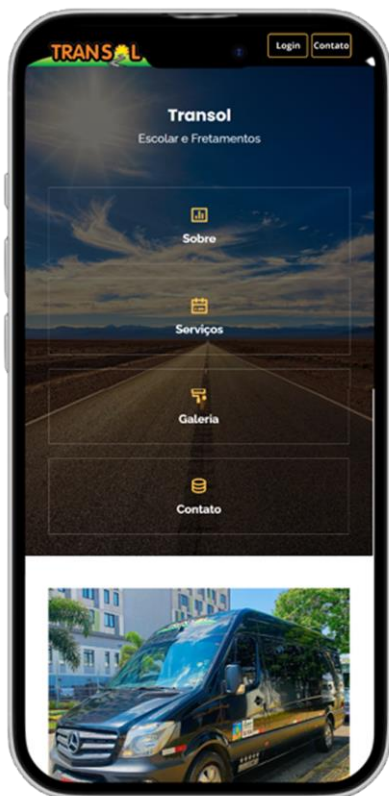 TRANSOL
Login
Contato
Transol
Escolar e Fretamentos
Sobre
Serviços
Galeria
Contato